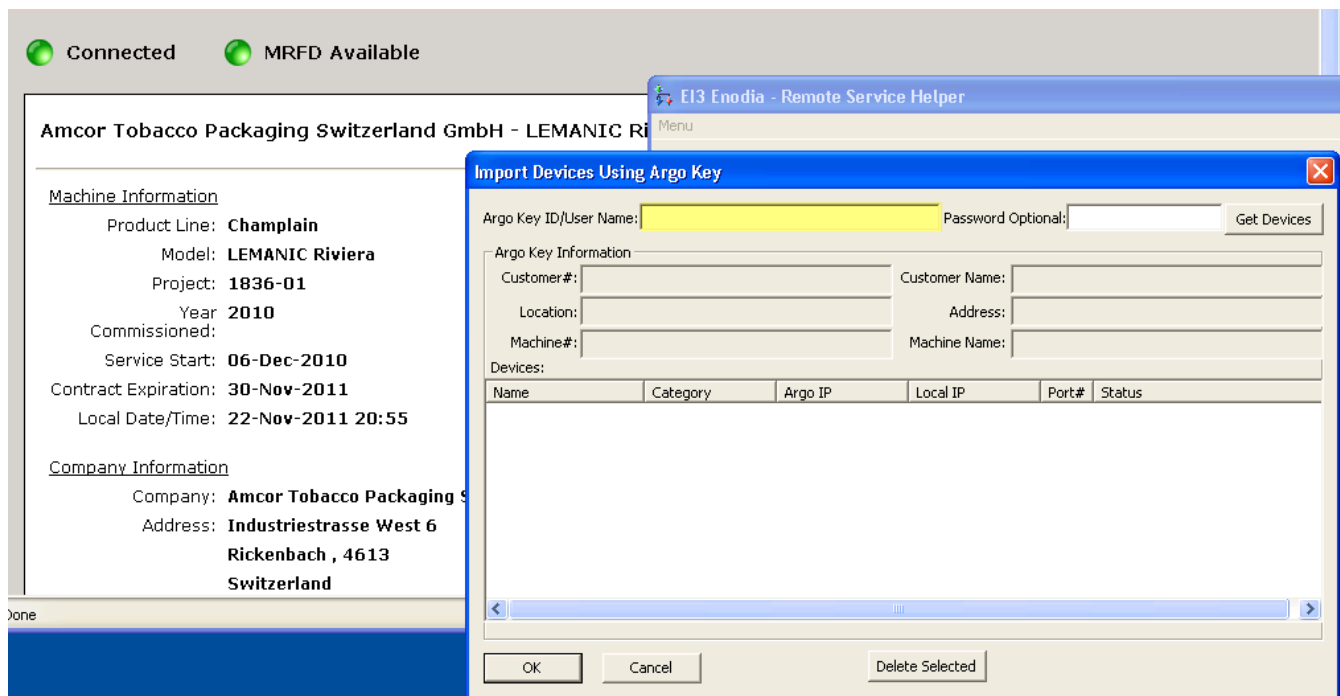 Connected MRFD Available
EI3 Enodia - Remote Service Helper
Menu
Amcor Tobacco Packaging Switzerland GmbH - LEMANIC Ri
Machine Information
Product Line: Champlain
Model: LEMANIC Riviera
Project: 1836-01
Year 2010
Commissioned:
Service Start: 06-Dec-2010
Contract Expiration: 30-Nov-2011
Local Date/Time: 22-Nov-2011 20:55
Company Information
Company: Amcor Tobacco Packaging S
Address: Industriestrasse West 6
Rickenbach , 4613
Switzerland
Done
Import Devices Using Argo Key
Argo Key ID/User Name: Password Optional: Get Devices
Argo Key Information
Customer#: Customer Name:
Location: Address:
Machine#: Machine Name:
Devices:
Name Category Argo IP Local IP Port# Status
OK Cancel Delete Selected